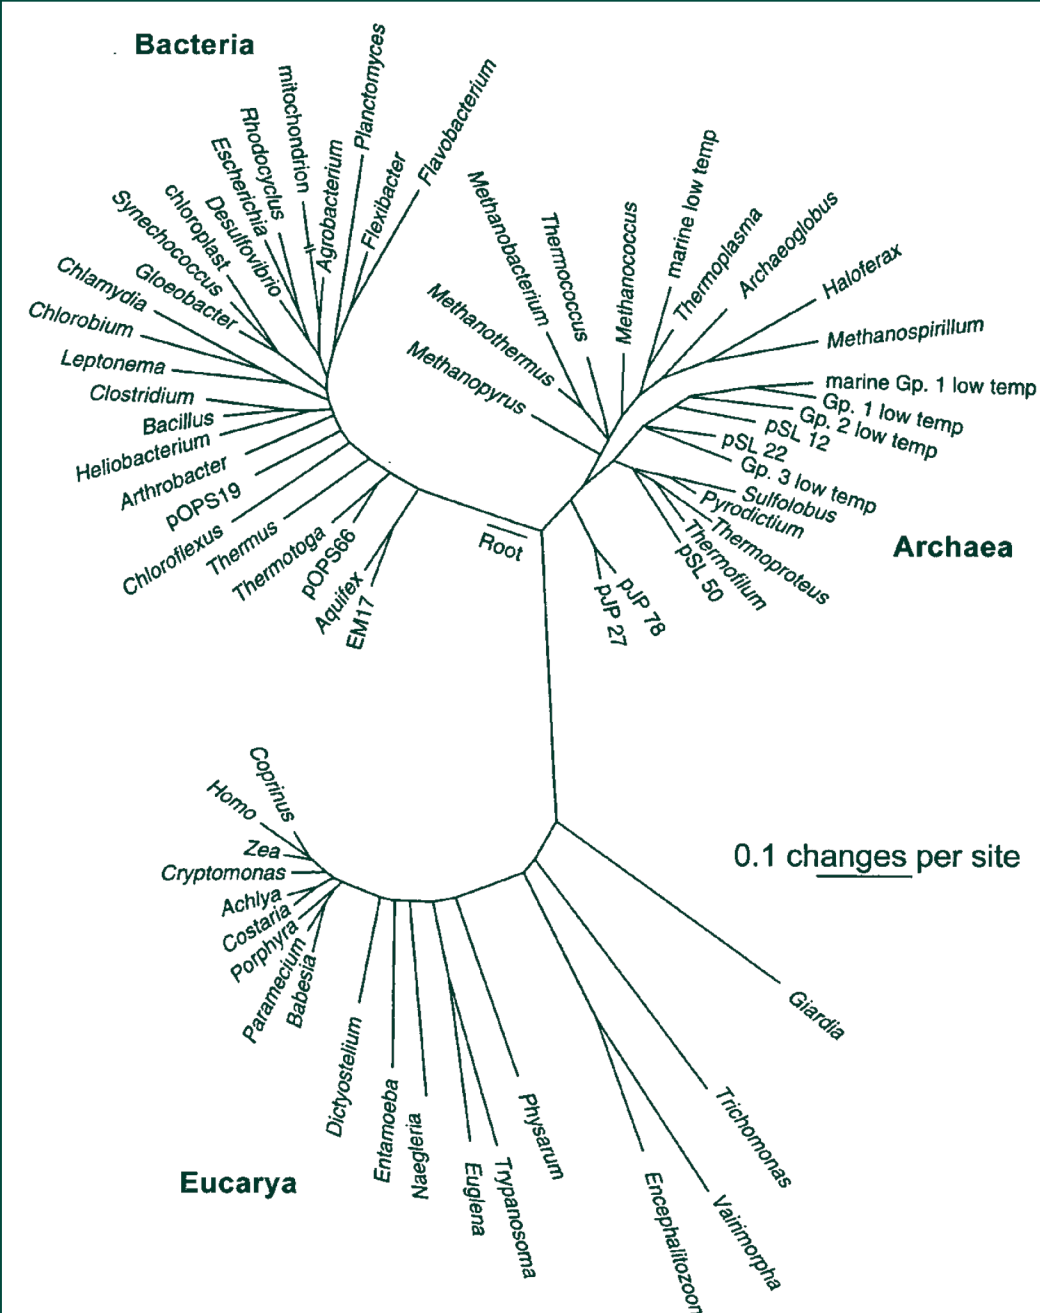 Bacteria
Planctomyces
Flavobacterium
mitochondrion
Rhodocyclus
Escherichia
Agrobacterium
Flexibacter
chloroplast
Desulfovibrio
Synechococcus
Gloeobacter
Chlamydia
Chlorobium
Leptonema
Clostridium
Bacillus
Heliobacterium
Arthrobacter
pOPS19
Chloroflexus
Thermus
Thermotoga
pOPS66
Aquifex
EM17
Root
Methanopyrus
Methanothermus
Methanobacterium
Thermococcus
Methanococcus
marine low temp
Thermoplasma
Archaeoglobus
Haloferax
Methanospirillum
marine Gp. 1 low temp
Gp. 1 low temp
Gp. 2 low temp
pSL 12
pSL 22
Gp. 3 low temp
Sulfolobus
Pyrodictium
Thermoproteus
Thermofilum
pSL 50
pJP 78
pJP 27
Archaea
Coprinus
Homo
Zea
Cryptomonas
Achlya
Costaria
Porphyra
Paramecium
Babesia
Dictyostelium
Entamoeba
Naegleria
Euglena
Trypanosoma
Physarum
Encephalitozoon
Vairimorpha
Trichomonas
Giardia
0.1 changes per site
Eucarya